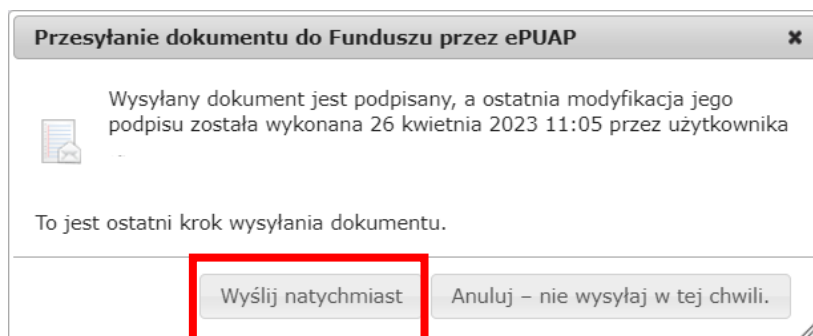 Przesyłanie dokumentu do Funduszu przez ePUAP
Wysyłany dokument jest podpisany, a ostatnia modyfikacja jego
podpisu została wykonana 26 kwietnia 2023 11:05 przez użytkownika
To jest ostatni krok wysyłania dokumentu.
Wyślij natychmiast
Anuluj – nie wysyłaj w tej chwili.